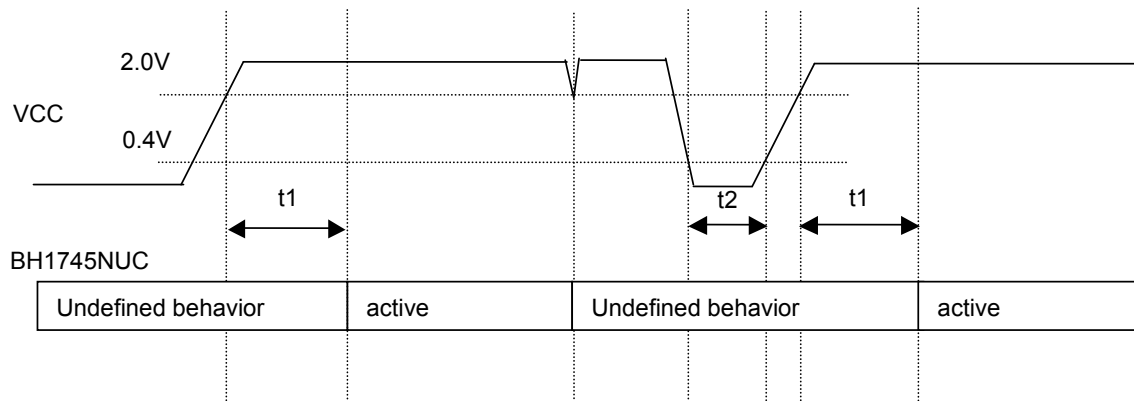 2.0V
VCC
0.4V
t1
t2
t1
BH1745NUC
Undefined behavior
active
Undefined behavior
active